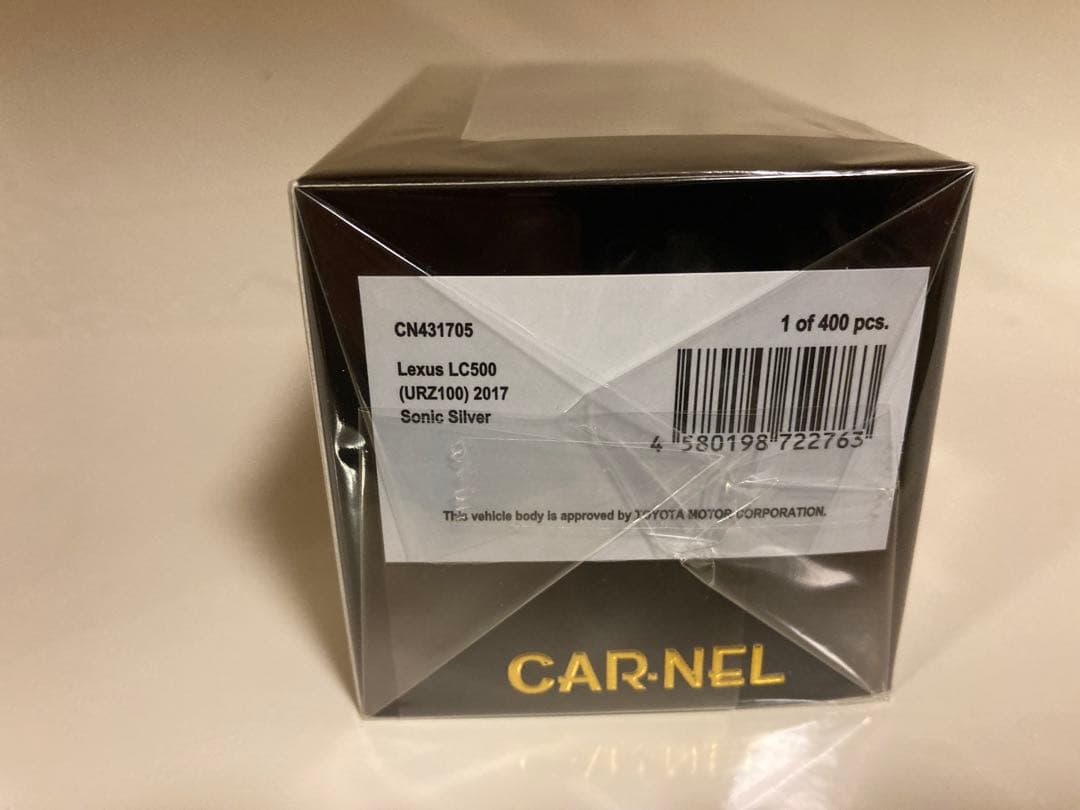 CN431705
1 of 400 pcs.
Lexus LC500
(URZ100) 2017
Sonic Silver
4 580198 722763
This vehicle body is approved by TOYOTA MOTOR CORPORATION.
CAR·NEL